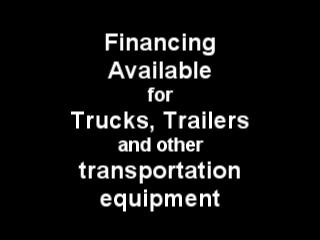 Financing
Available
for
Trucks, Trailers
and other
transportation
equipment